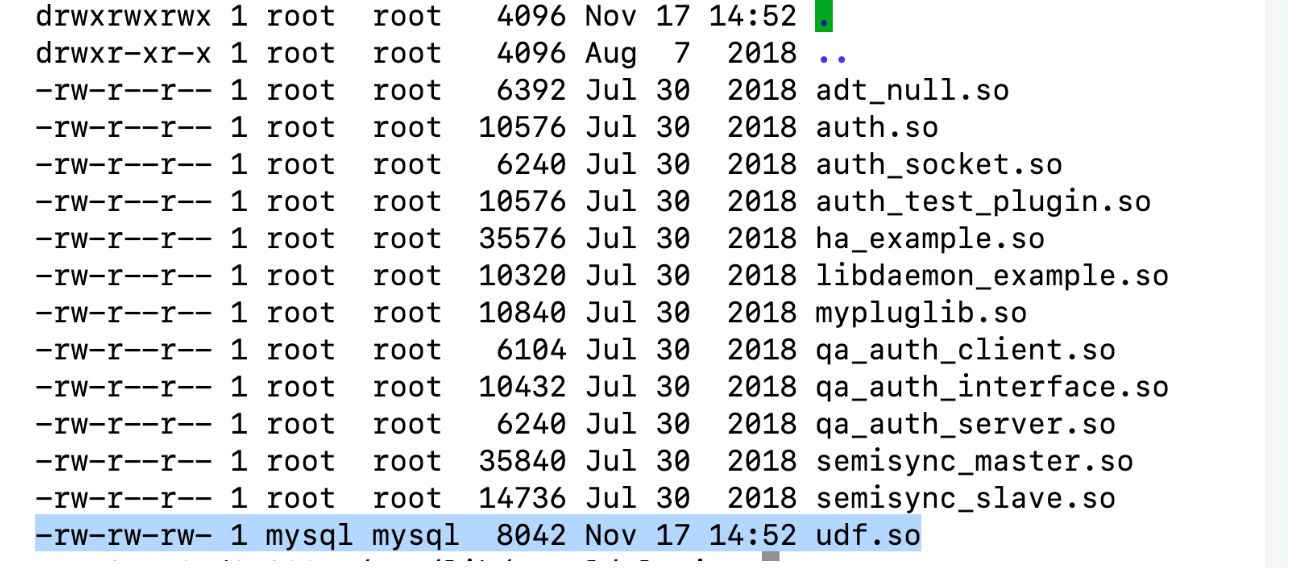 drwxrwxrwx 1 root  root   4096 Nov 17 14:52 .
drwxr-xr-x 1 root  root   4096 Aug  7  2018 ..
-rw-r--r-- 1 root  root   6392 Jul 30  2018 adt_null.so
-rw-r--r-- 1 root  root  10576 Jul 30  2018 auth.so
-rw-r--r-- 1 root  root   6240 Jul 30  2018 auth_socket.so
-rw-r--r-- 1 root  root  10576 Jul 30  2018 auth_test_plugin.so
-rw-r--r-- 1 root  root  35576 Jul 30  2018 ha_example.so
-rw-r--r-- 1 root  root  10320 Jul 30  2018 libdaemon_example.so
-rw-r--r-- 1 root  root  10840 Jul 30  2018 mypluglib.so
-rw-r--r-- 1 root  root   6104 Jul 30  2018 qa_auth_client.so
-rw-r--r-- 1 root  root  10432 Jul 30  2018 qa_auth_interface.so
-rw-r--r-- 1 root  root   6240 Jul 30  2018 qa_auth_server.so
-rw-r--r-- 1 root  root  35840 Jul 30  2018 semisync_master.so
-rw-r--r-- 1 root  root  14736 Jul 30  2018 semisync_slave.so
-rw-rw-rw- 1 mysql mysql  8042 Nov 17 14:52 udf.so